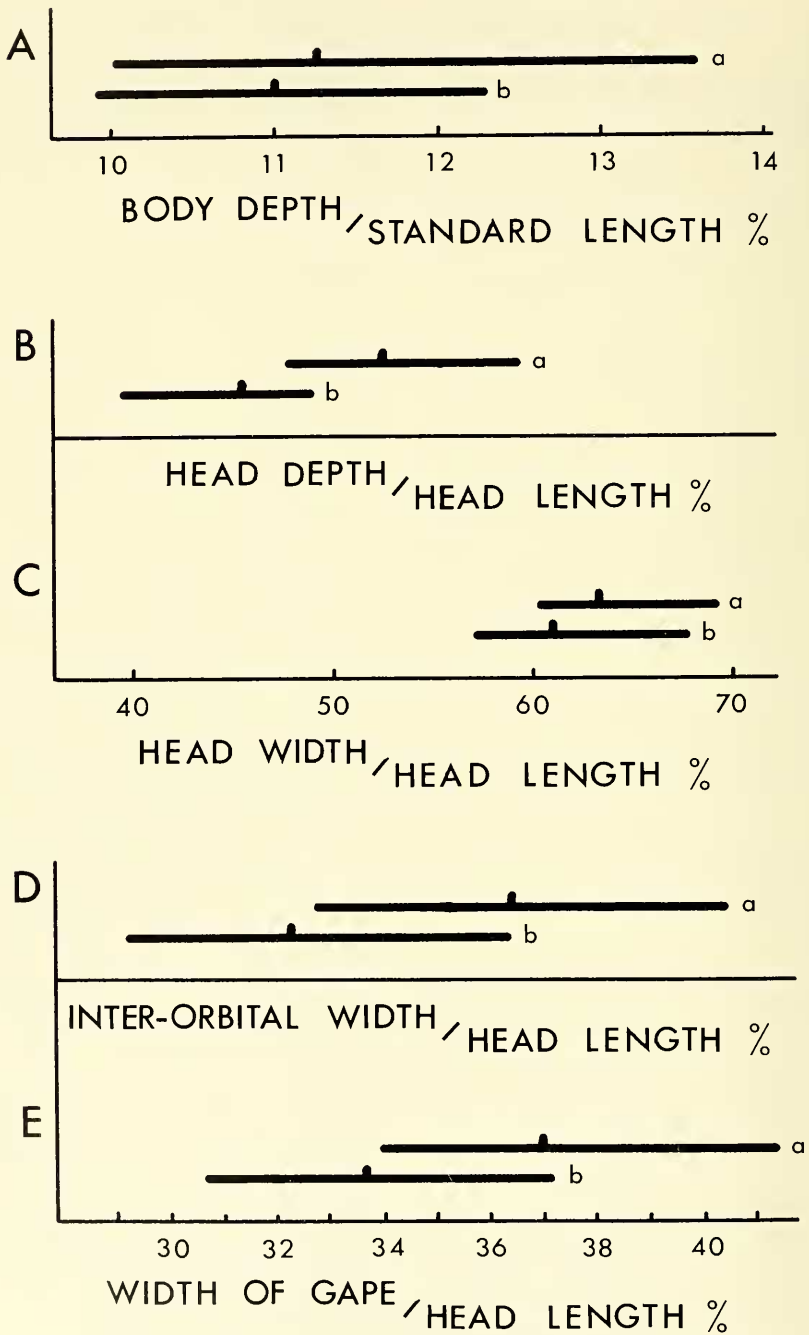 A
a
b
10 11 12 13 14
BODY DEPTH / STANDARD LENGTH %
B
a
b
HEAD DEPTH / HEAD LENGTH %
C
a
b
40 50 60 70
HEAD WIDTH / HEAD LENGTH %
D
a
b
INTER-ORBITAL WIDTH / HEAD LENGTH %
E
a
b
30 32 34 36 38 40
WIDTH OF GAPE / HEAD LENGTH %